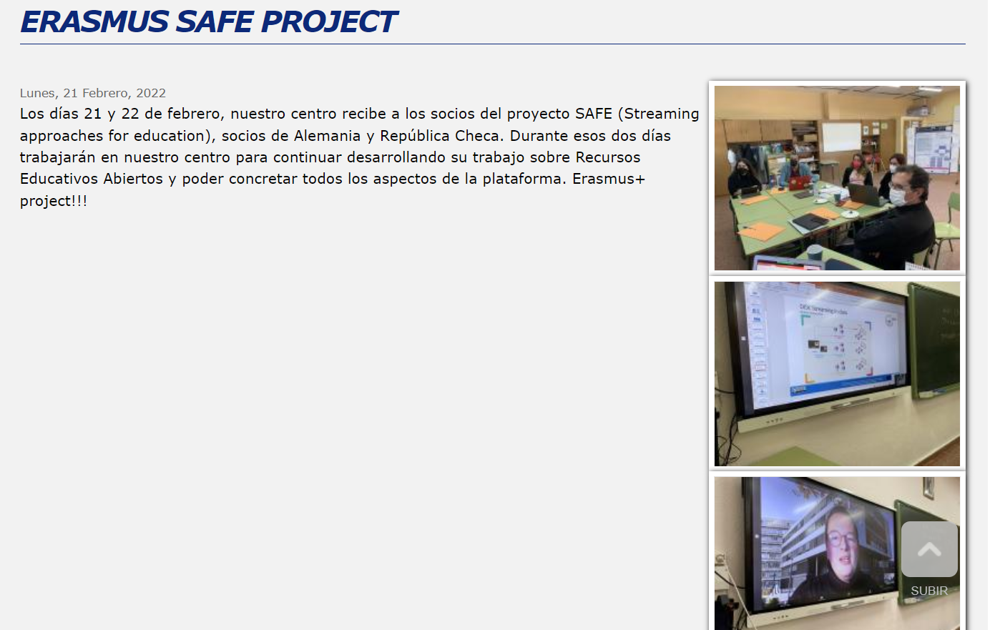 ERASMUS SAFE PROJECT
Lunes, 21 Febrero, 2022
Los días 21 y 22 de febrero, nuestro centro recibe a los socios del proyecto SAFE (Streaming
approaches for education), socios de Alemania y República Checa. Durante esos dos días
trabajarán en nuestro centro para continuar desarrollando su trabajo sobre Recursos
Educativos Abiertos y poder concretar todos los aspectos de la plataforma. Erasmus+
project!!!
SUBIR